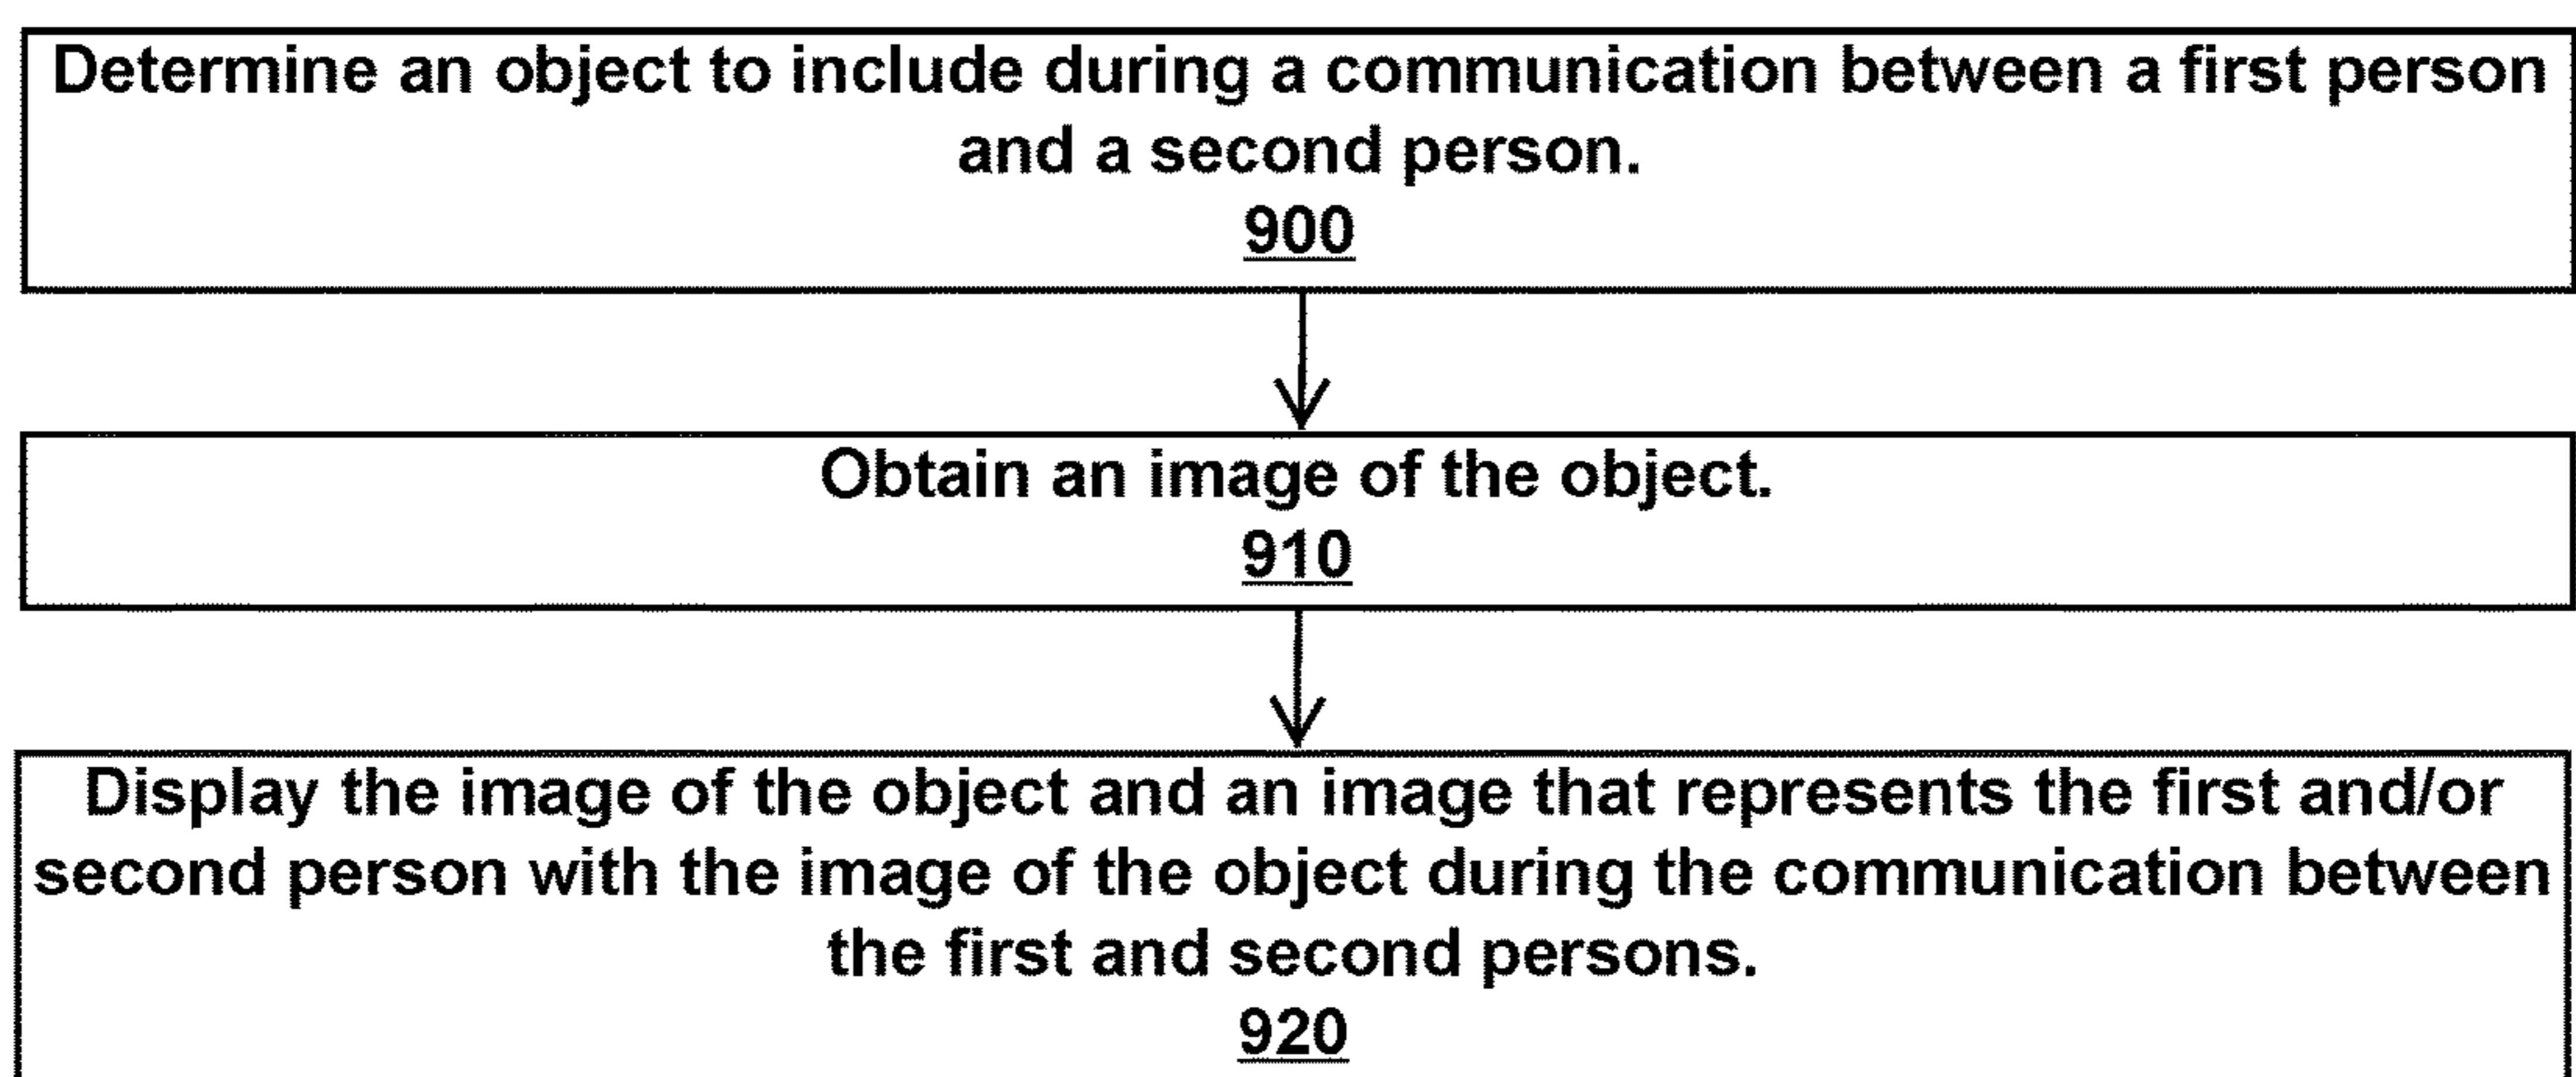 Determine an object to include during a communication between a first person
and a second person.
900
Obtain an image of the object.
910
Display the image of the object and an image that represents the first and/or
second person with the image of the object during the communication between
the first and second persons.
920